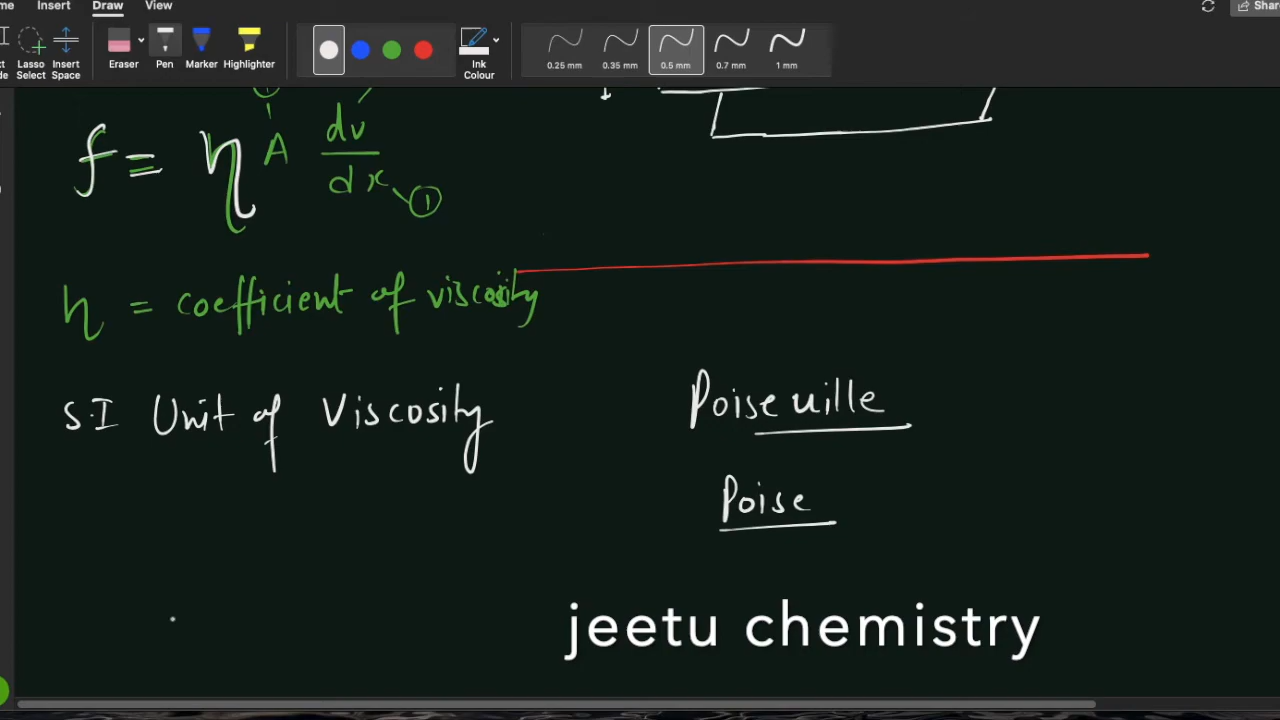 me Insert Draw View Share
Eraser Pen Marker Highlighter
Lasso Select
Insert Space
Ink Colour
0.25 mm 0.35 mm 0.5 mm 0.7 mm 1 mm
f = η A dv/dx ①
η = coefficient of viscosity
S.I Unit of Viscosity
Poiseuille
Poise
jeetu chemistry